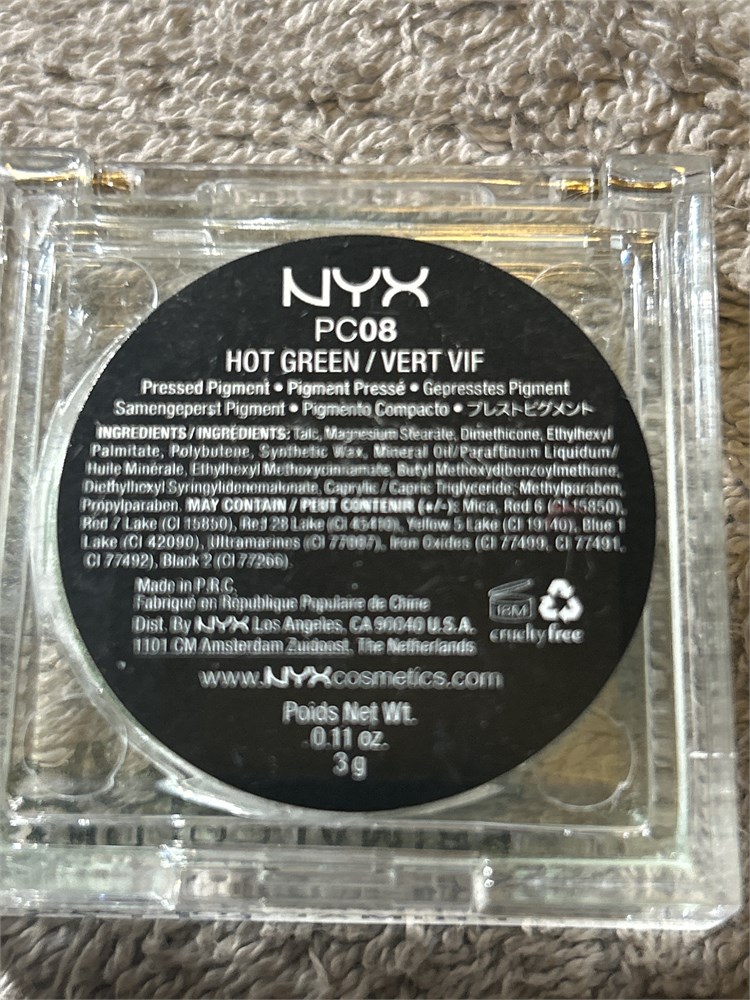 NYX
PC08
HOT GREEN / VERT VIF
Pressed Pigment • Pigment Pressé • Gepresstes Pigment
Samengeperst Pigment • Pigmento Compacto • プレストピグメント
INGREDIENTS / INGRÉDIENTS: Talc, Magnesium Stearate, Dimethicone, Ethylhexyl
Palmitate, Polybutene, Synthetic Wax, Mineral Oil/Paraffinum Liquidum/
Huile Minérale, Ethylhexyl Methoxycinnamate, Butyl Methoxydibenzoylmethane,
Diethylhexyl Syringylidenemalonate, Caprylic / Capric Triglyceride, Methylparaben,
Propylparaben. MAY CONTAIN / PEUT CONTENIR (+/-): Mica, Red 6 (CI 15850),
Red 7 Lake (CI 15850), Red 28 Lake (CI 45410), Yellow 5 Lake (CI 19140), Blue 1
Lake (CI 42090), Ultramarines (CI 77007), Iron Oxides (CI 77499, CI 77491,
CI 77492), Black 2 (CI 77266).
Made in P.R.C.
Fabriqué en République Populaire de Chine
Dist. By NYX Los Angeles, CA 90040 U.S.A.
1101 CM Amsterdam Zuidoost, The Netherlands
18M
cruelty free
www.NYXcosmetics.com
Poids Net Wt.
0.11 oz.
3 g